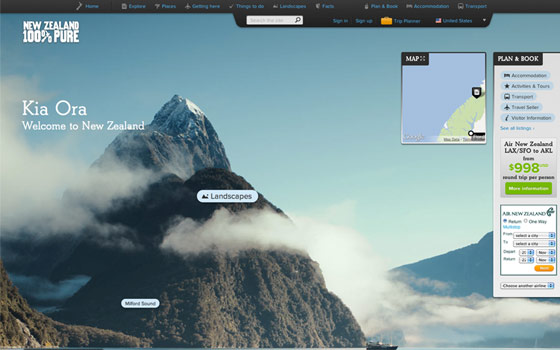 Home
Explore
Places
Getting here
Things to do
Landscapes
Facts
Plan & Book
Accommodation
Transport
Search the site
Sign in
Sign up
Trip Planner
United States
NEW ZEALAND
100% PURE
Kia Ora
Welcome to New Zealand
Landscapes
Milford Sound
MAP
Google
PLAN & BOOK
Accommodation
Activities & Tours
Transport
Travel Seller
Visitor Information
See all listings ›
Air New Zealand
LAX/SFO to AKL
from
$998
round trip per person
More information
AIR NEW ZEALAND
Return
One Way
Multistop
From
select a city
To
select a city
Depart
Nov
Return
Nov
Choose another airline